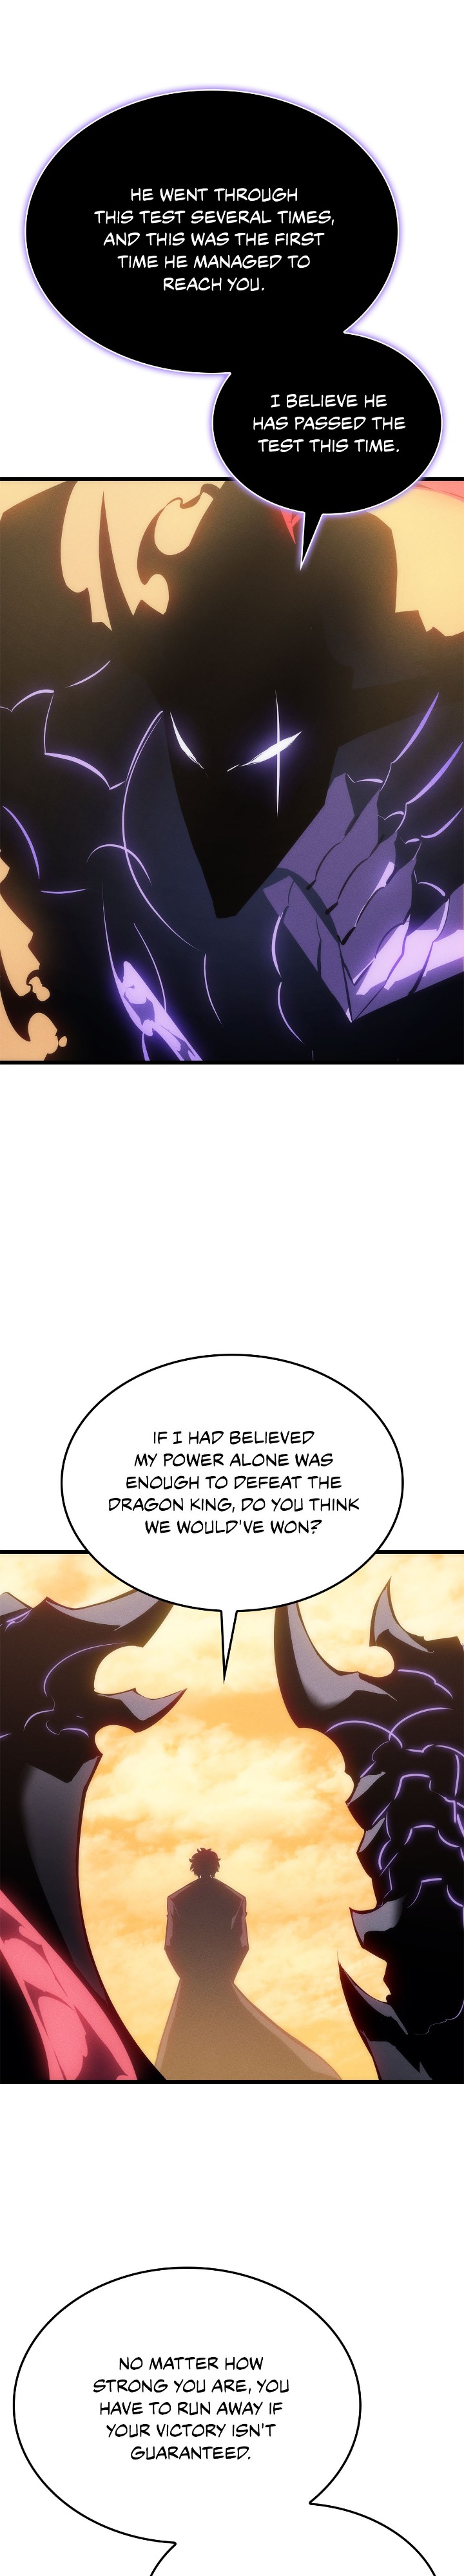 HE WENT THROUGH
THIS TEST SEVERAL TIMES,
AND THIS WAS THE FIRST
TIME HE MANAGED TO
REACH YOU.
I BELIEVE HE
HAS PASSED THE
TEST THIS TIME.
IF I HAD BELIEVED
MY POWER ALONE WAS
ENOUGH TO DEFEAT THE
DRAGON KING, DO YOU THINK
WE WOULD'VE WON?
NO MATTER HOW
STRONG YOU ARE, YOU
HAVE TO RUN AWAY IF
YOUR VICTORY ISN'T
GUARANTEED.